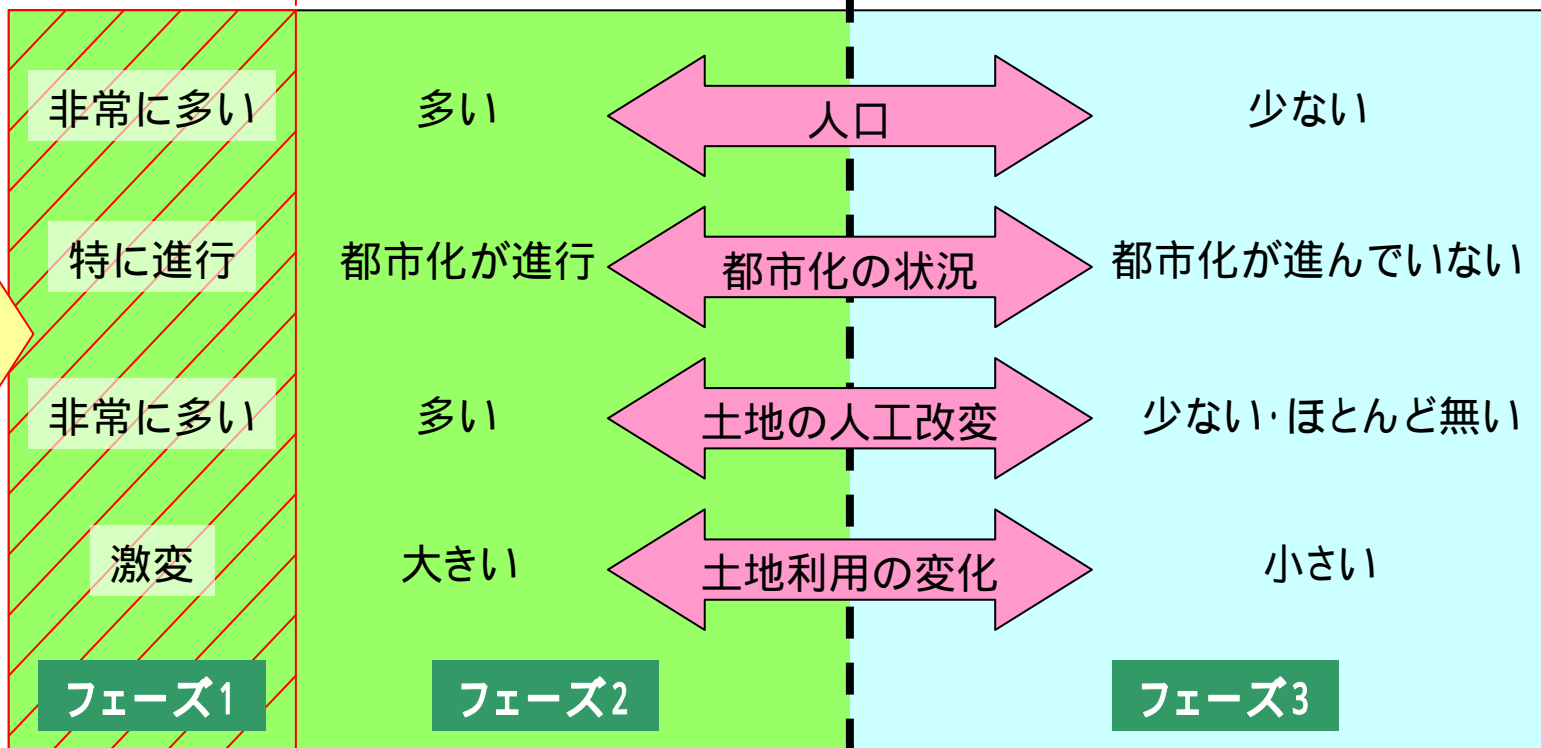 非常に多い 多い 人口 少ない
特に進行 都市化が進行 都市化の状況 都市化が進んでいない
非常に多い 多い 土地の人工改変 少ない・ほとんど無い
激変 大きい 土地利用の変化 小さい
フェーズ1 フェーズ2 フェーズ3